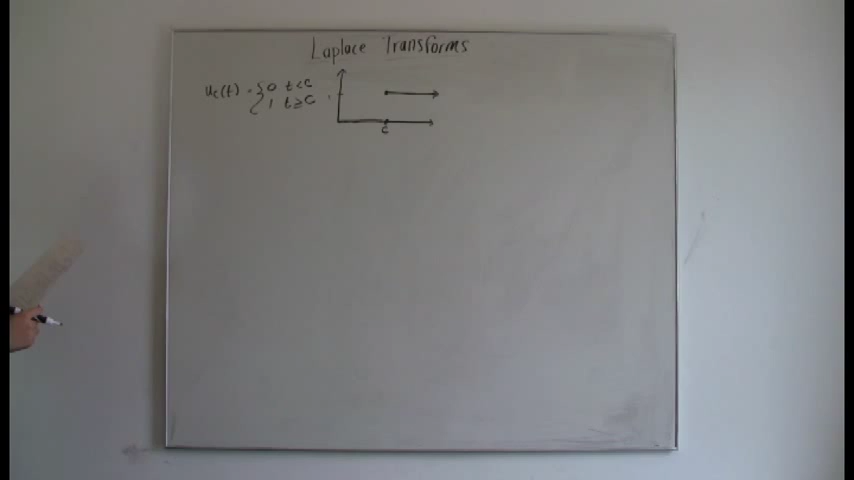 Laplace Transforms
u_c(t) = { 0 t < c
1 t ≥ c
c